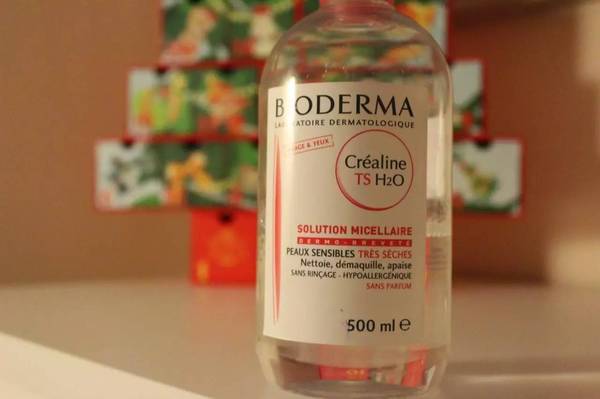 BIODERMA
LABORATOIRE DERMATOLOGIQUE
VISAGE & YEUX
Créaline
TS H2O
SOLUTION MICELLAIRE
DERMO-BREVETÉ
PEAUX SENSIBLES TRÈS SÈCHES
Nettoie, démaquille, apaise
SANS RINÇAGE - HYPOALLERGÉNIQUE
SANS PARFUM
500 ml e